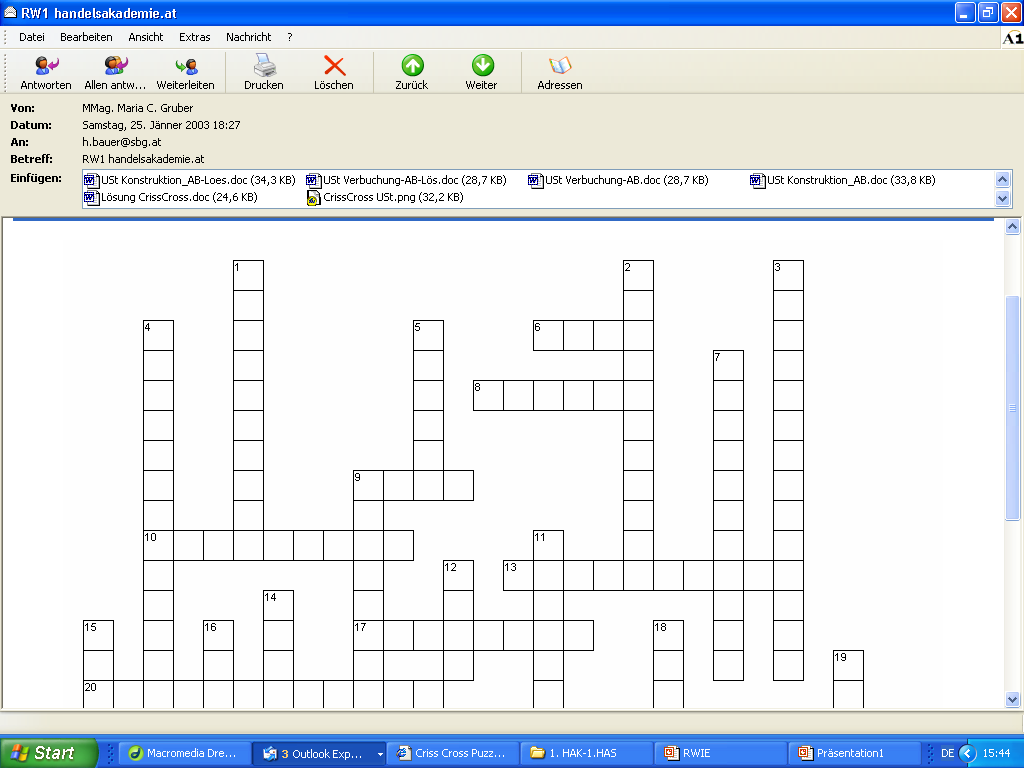 RW1 handelsakademie.at
Datei Bearbeiten Ansicht Extras Nachricht ?
A1
Antworten Allen antw... Weiterleiten Drucken Löschen Zurück Weiter Adressen
Von: MMag. Maria C. Gruber
Datum: Samstag, 25. Jänner 2003 18:27
An: h.bauer@sbg.at
Betreff: RW1 handelsakademie.at
Einfügen: USt Konstruktion_AB-Loes.doc (34,3 KB) USt Verbuchung-AB-Lös.doc (28,7 KB) USt Verbuchung-AB.doc (28,7 KB) USt Konstruktion_AB.doc (33,8 KB)
Lösung CrissCross.doc (24,6 KB) CrissCross USt.png (32,2 KB)
1 2 3
4 5 6
7
8
9
10 11
12 13
14
15 16 17 18
19
20
Start Macromedia Dre... 3 Outlook Exp... Criss Cross Puzz... 1. HAK-1.HAS RWIE Präsentation1 DE 15:44